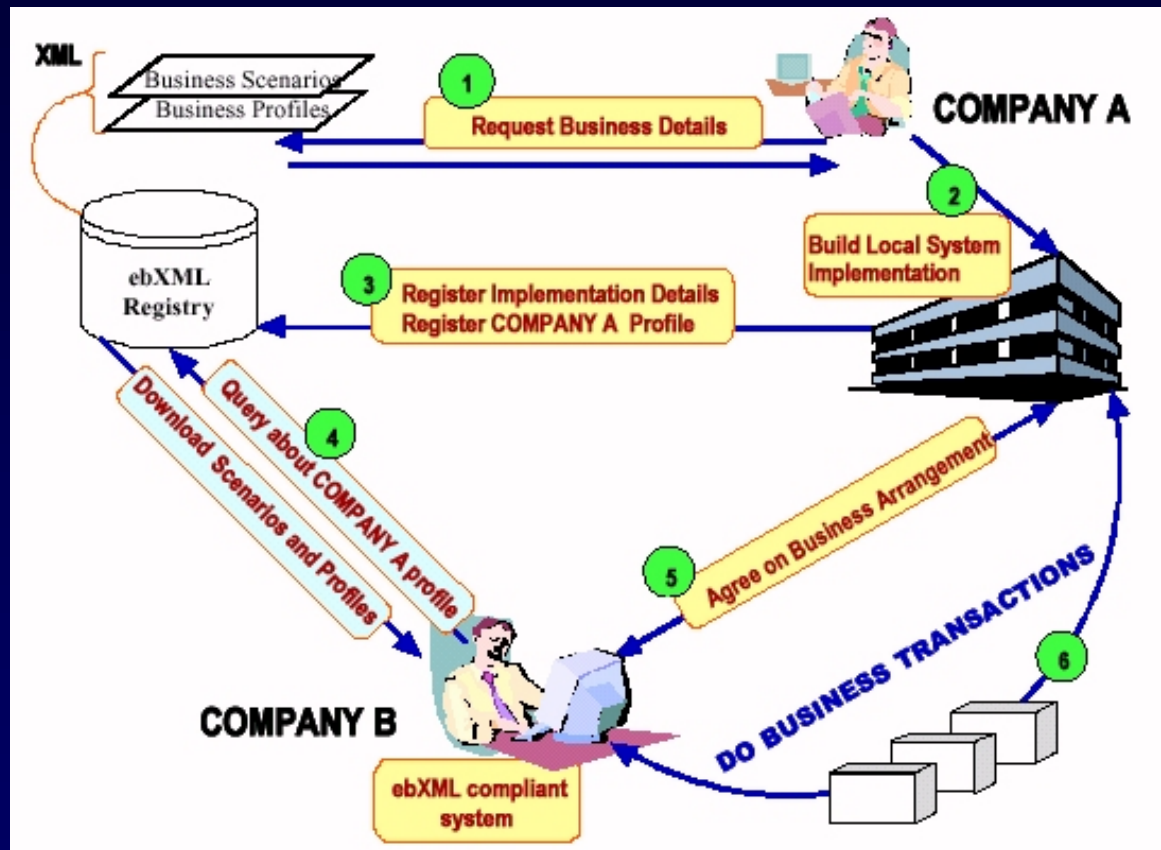 XML
Business Scenarios
Business Profiles
1
Request Business Details
COMPANY A
2
Build Local System
Implementation
ebXML
Registry
3
Register Implementation Details
Register COMPANY A Profile
4
Query about COMPANY A profile
Download Scenarios and Profiles
5
Agree on Business Arrangement
6
DO BUSINESS TRANSACTIONS
COMPANY B
ebXML compliant
system